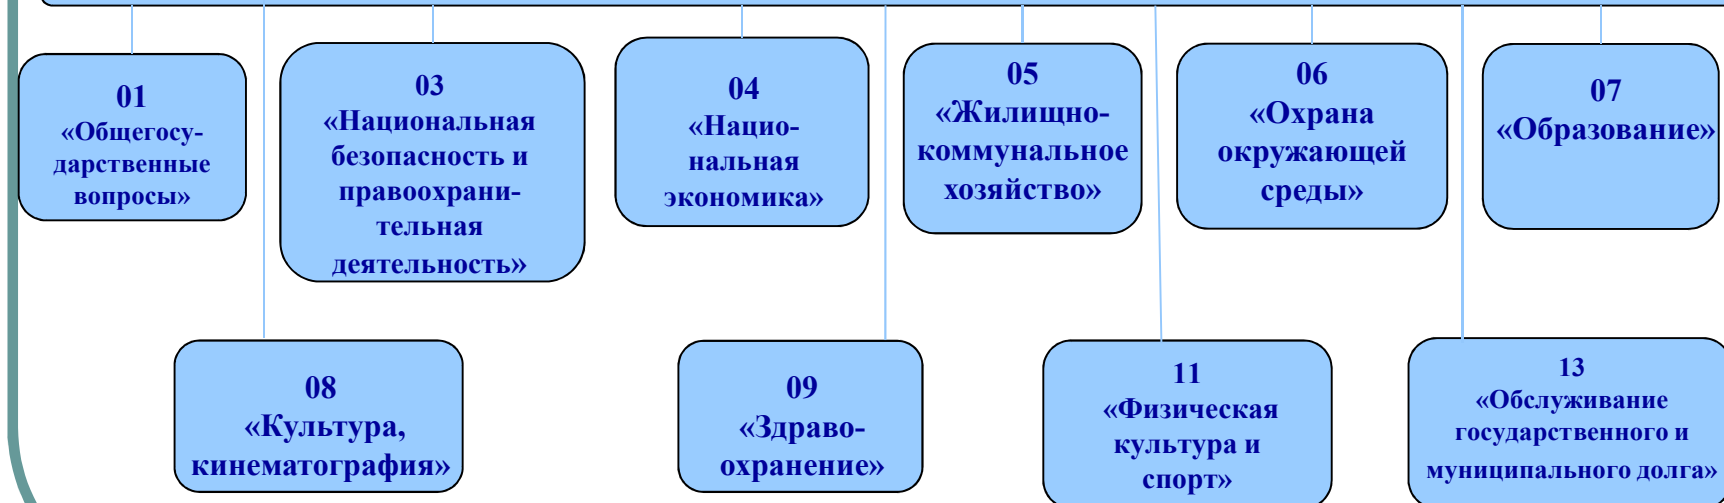 01
«Общегосу-
дарственные
вопросы»
03
«Национальная
безопасность и
правоохрани-
тельная
деятельность»
04
«Нацио-
нальная
экономика»
05
«Жилищно-
коммунальное
хозяйство»
06
«Охрана
окружающей
среды»
07
«Образование»
08
«Культура,
кинематография»
09
«Здраво-
охранение»
11
«Физическая
культура и
спорт»
13
«Обслуживание
государственного и
муниципального долга»